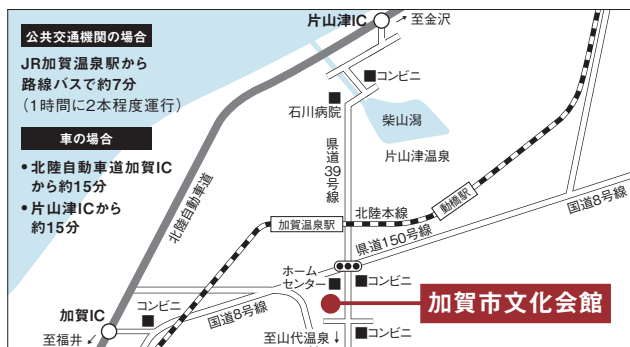 公共交通機関の場合
JR加賀温泉駅から
路線バスで約7分
（1時間に2本程度運行）
車の場合
•北陸自動車道加賀IC
から約15分
•片山津ICから
約15分
片山津IC
↗至金沢
コンビニ
石川病院
柴山潟
片山津温泉
県道39号線
北陸自動車道
加賀温泉駅
北陸本線
動橋駅
国道8号線
県道150号線
ホーム
センター
コンビニ
加賀市文化会館
コンビニ
国道8号線
加賀IC
至福井↙
至山代温泉↓
コンビニ